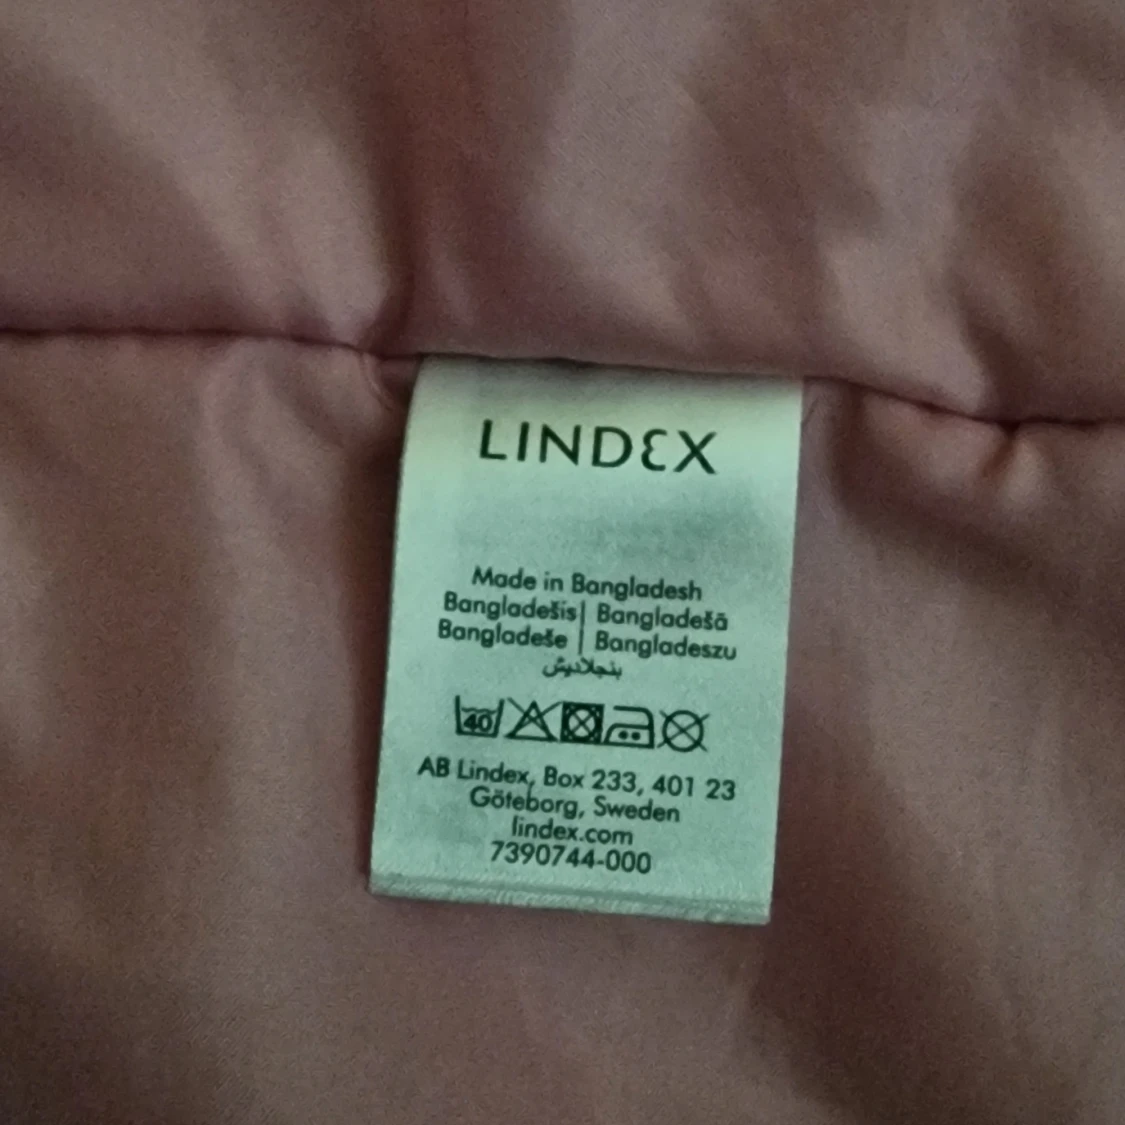 LINDEX
Made in Bangladesh
Bangladešis | Bangladešā
Bangladeše | Bangladeszu
بنجلاديش
40
AB Lindex, Box 233, 401 23
Göteborg, Sweden
lindex.com
7390744-000